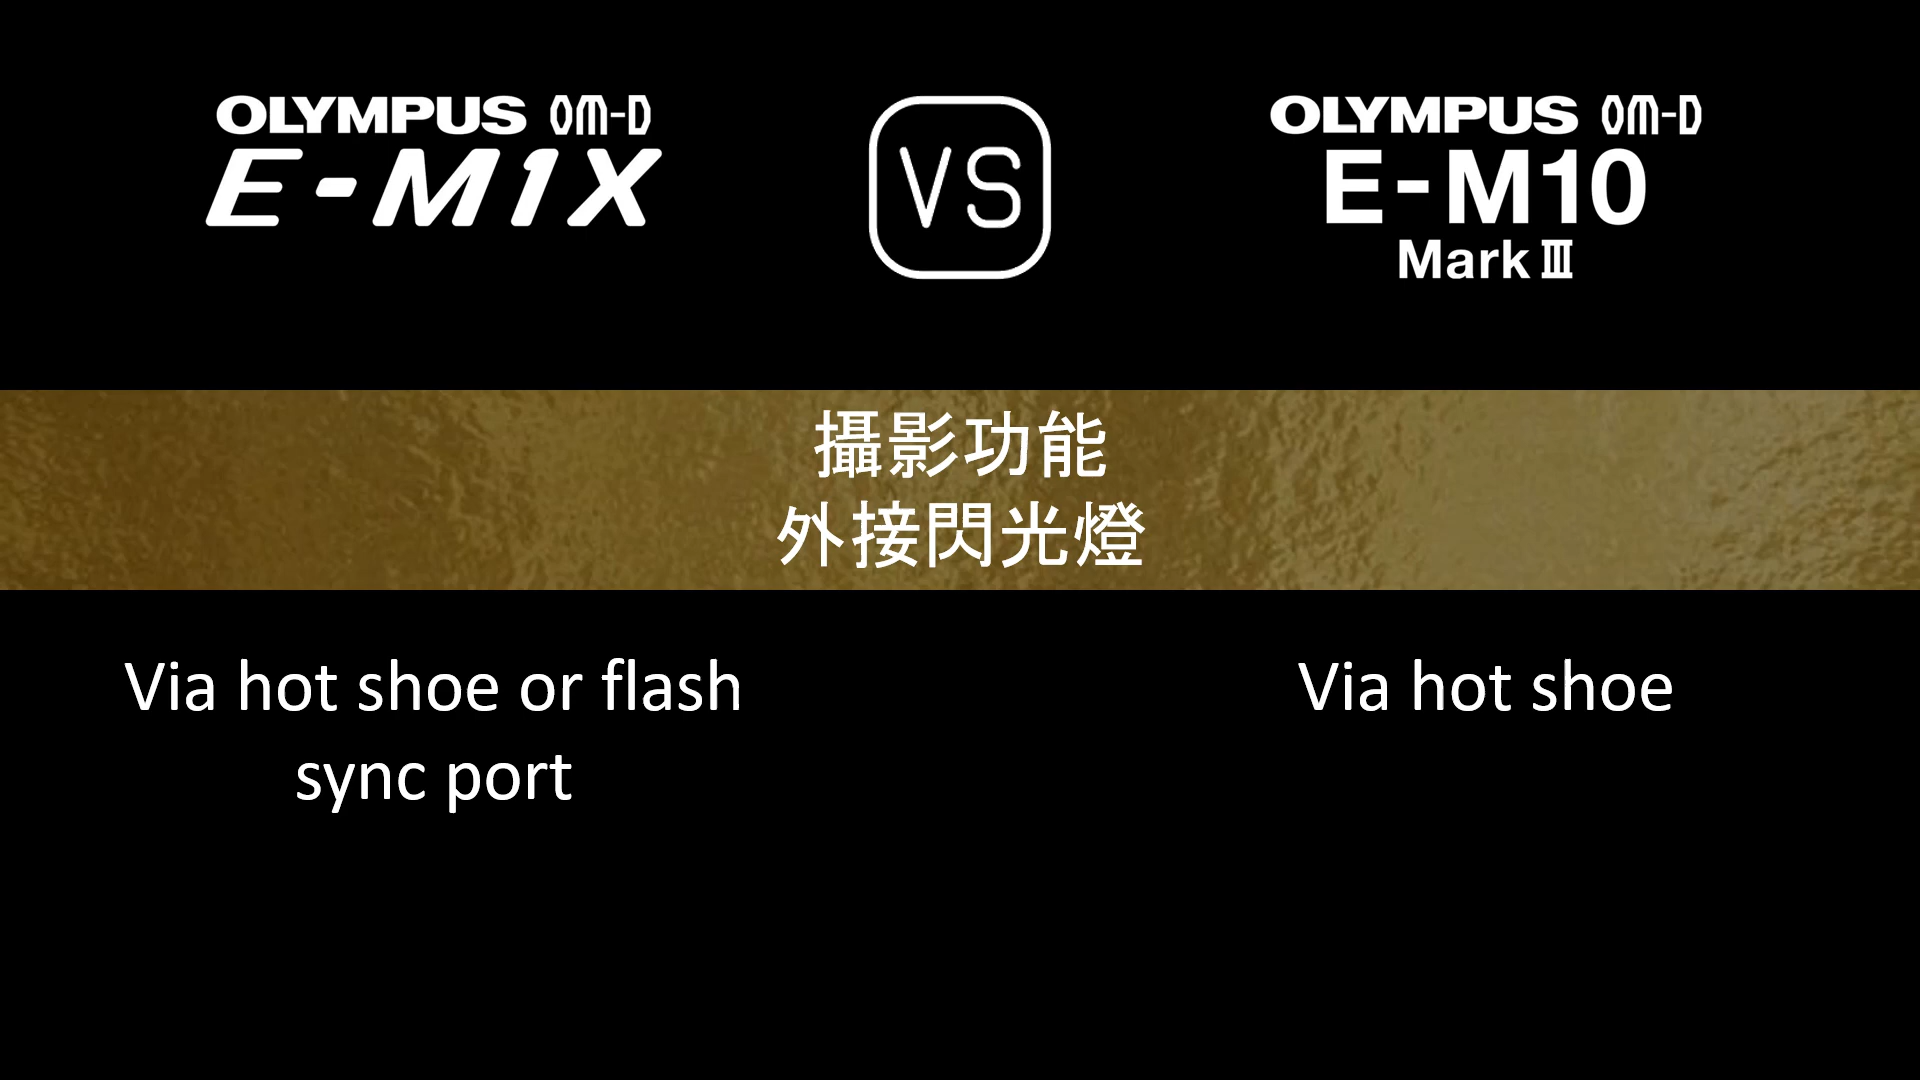 OLYMPUS OM-D
E-M1X
VS
OLYMPUS OM-D
E-M10
Mark III
攝影功能
外接閃光燈
Via hot shoe or flash
sync port
Via hot shoe